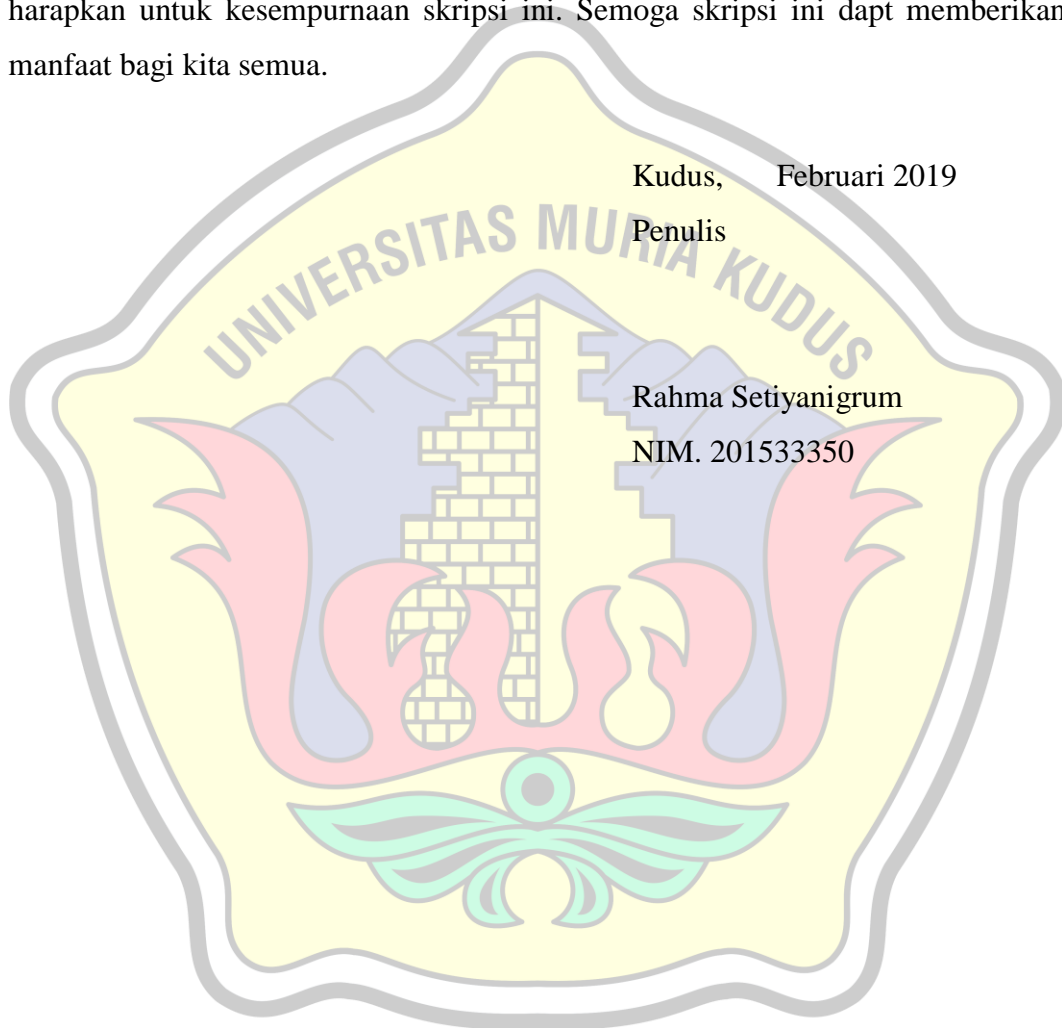 harapkan untuk kesempurnaan skripsi ini. Semoga skripsi ini dapt memberikan
manfaat bagi kita semua.
Kudus, Februari 2019
Penulis
UNIVERSITAS MURIA KUDUS
Rahma Setiyanigrum
NIM. 201533350